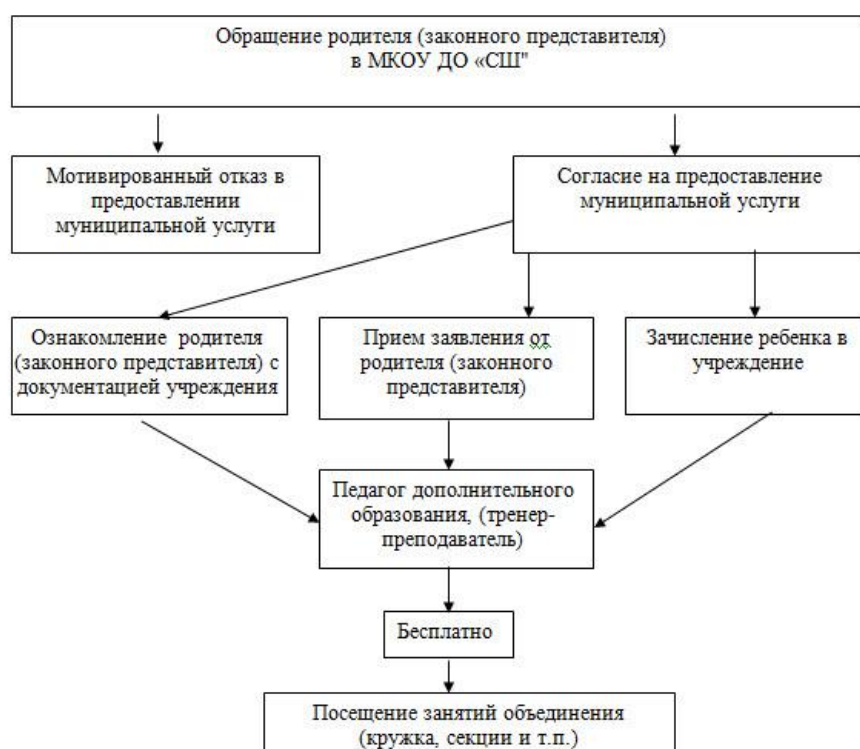 Обращение родителя (законного представителя)
в МКОУ ДО «СШ"
Мотивированный отказ в
предоставлении
муниципальной услуги
Согласие на предоставление
муниципальной услуги
Ознакомление родителя
(законного представителя) с
документацией учреждения
Прием заявления от
родителя (законного
представителя)
Зачисление ребенка в
учреждение
Педагог дополнительного
образования, (тренер-
преподаватель)
Бесплатно
Посещение занятий объединения
(кружка, секции и т.п.)